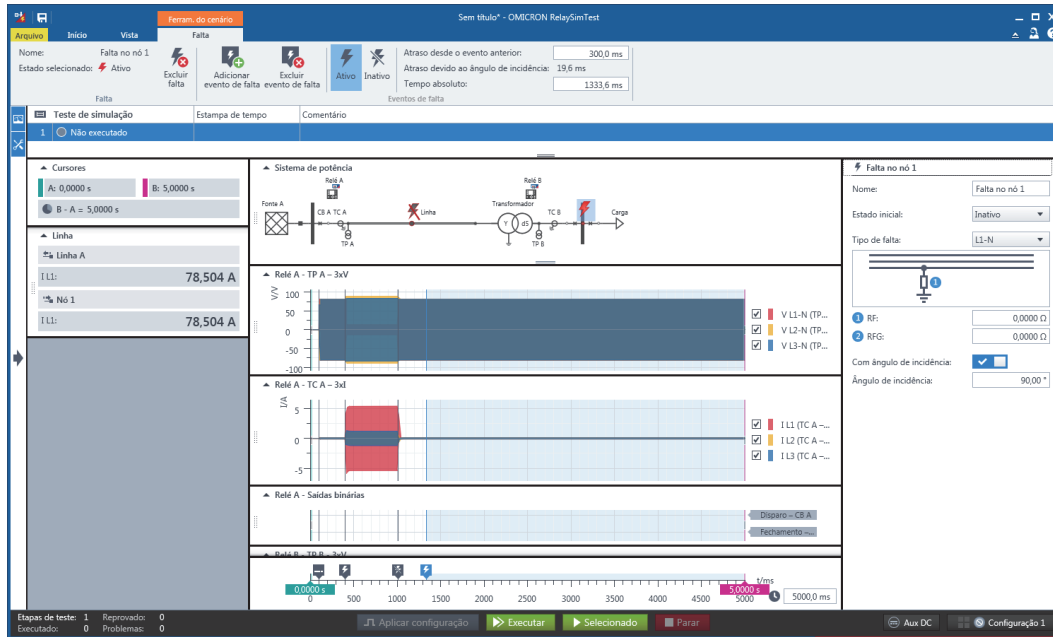 Ferram. do cenário
Sem título* - OMICRON RelaySimTest
Arquivo Início Vista Falta
Nome: Falta no nó 1
Estado selecionado: Ativo
Excluir falta
Adicionar evento de falta
Excluir evento de falta
Ativo Inativo
Atraso desde o evento anterior: 300,0 ms
Atraso devido ao ângulo de incidência: 19,6 ms
Tempo absoluto: 1333,6 ms
Falta
Eventos de falta
Teste de simulação Estampa de tempo Comentário
1 Não executado
Cursores
A: 0,0000 s B: 5,0000 s
B - A = 5,0000 s
Linha
Linha A
I L1: 78,504 A
Nó 1
I L1: 78,504 A
Sistema de potência
Relé A Relé B
Fonte A CB A TC A Linha Transformador TC B Carga
Y d5
TP A TP B
Relé A - TP A – 3xV
V/V
100
50
0
-50
-100
V L1-N (TP...
V L2-N (TP...
V L3-N (TP...
Relé A - TC A – 3xI
I/A
5
0
-5
I L1 (TC A –...
I L2 (TC A –...
I L3 (TC A –...
Relé A - Saídas binárias
Disparo – CB A
Fechamento –...
Relé B - TP B - 3xV
t/ms
0,0000 s 5,0000 s
0 500 1000 1500 2000 2500 3000 3500 4000 4500 5000
5000,0 ms
Falta no nó 1
Nome: Falta no nó 1
Estado inicial: Inativo
Tipo de falta: L1-N
1
1 RF: 0,0000 Ω
2 RFG: 0,0000 Ω
Com ângulo de incidência:
Ângulo de incidência: 90,00 °
Etapas de teste: 1 Reprovado: 0
Executado: 0 Problemas: 0
Aplicar configuração Executar Selecionado Parar
Aux DC Configuração 1